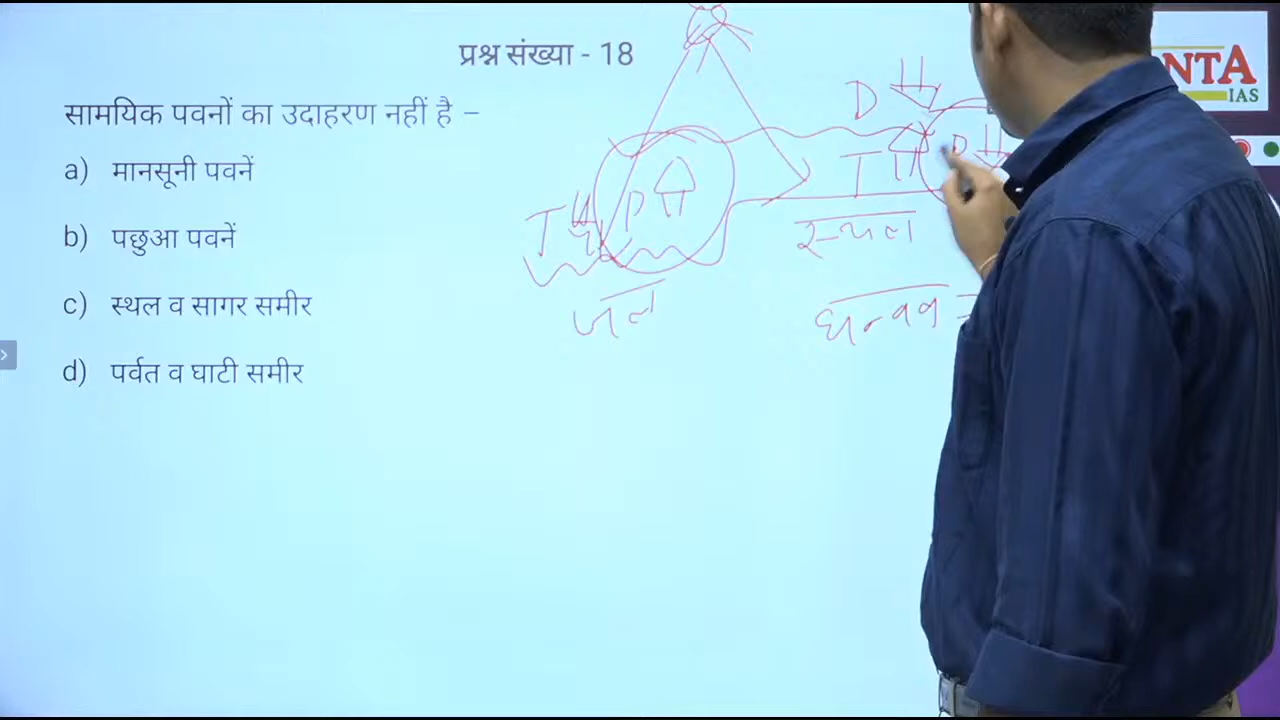 प्रश्न संख्या - 18
NTA
IAS
सामयिक पवनों का उदाहरण नहीं है –
a) मानसूनी पवनें
b) पछुआ पवनें
c) स्थल व सागर समीर
d) पर्वत व घाटी समीर
D
P
T
P
T
स्थल
जल